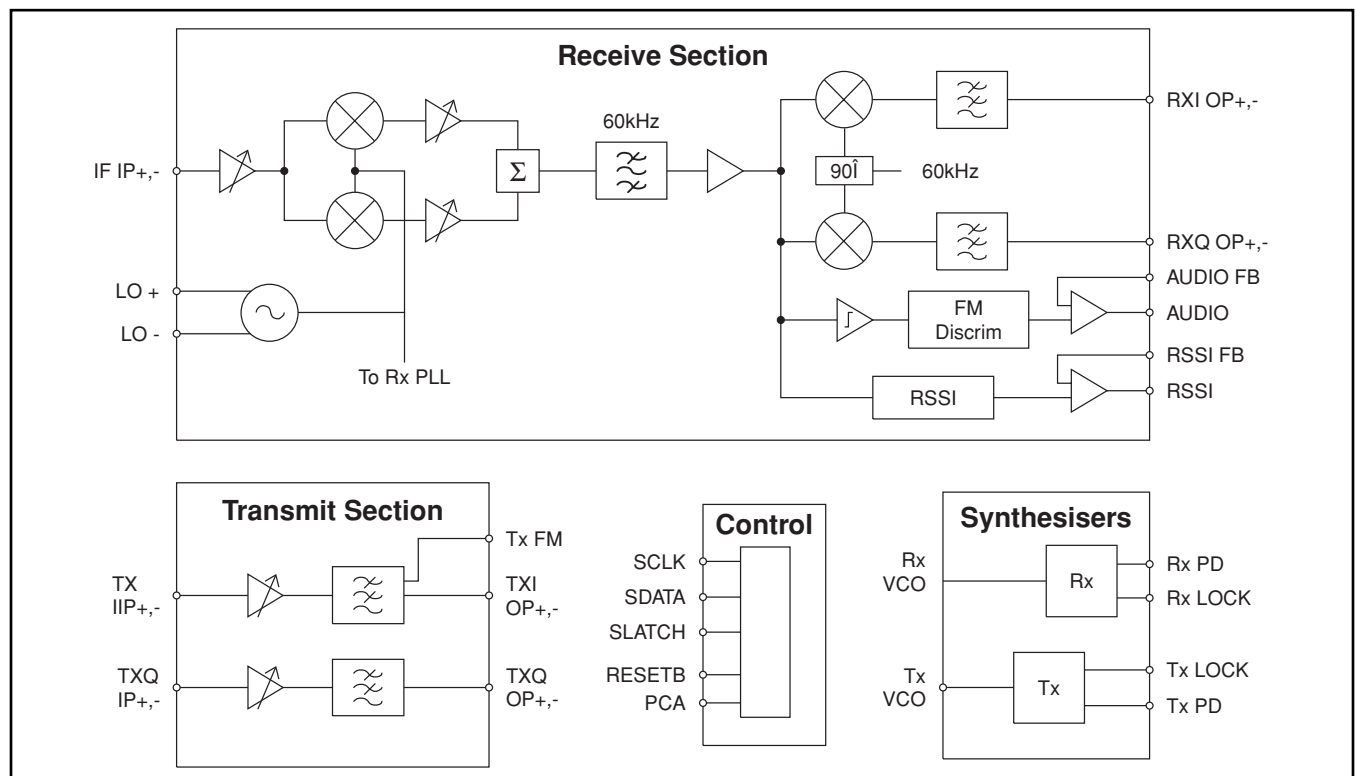 Receive Section
60kHz
RXI OP+,-
IF IP+,-
Σ
90Î
60kHz
RXQ OP+,-
AUDIO FB
LO +
FM
Discrim
AUDIO
LO -
RSSI FB
To Rx PLL
RSSI
RSSI
Transmit Section
Tx FM
TX
IIP+,-
TXI
OP+,-
TXQ
IP+,-
TXQ
OP+,-
Control
SCLK
SDATA
SLATCH
RESETB
PCA
Synthesisers
Rx
VCO
Rx
Rx PD
Rx LOCK
Tx
VCO
Tx
Tx LOCK
Tx PD